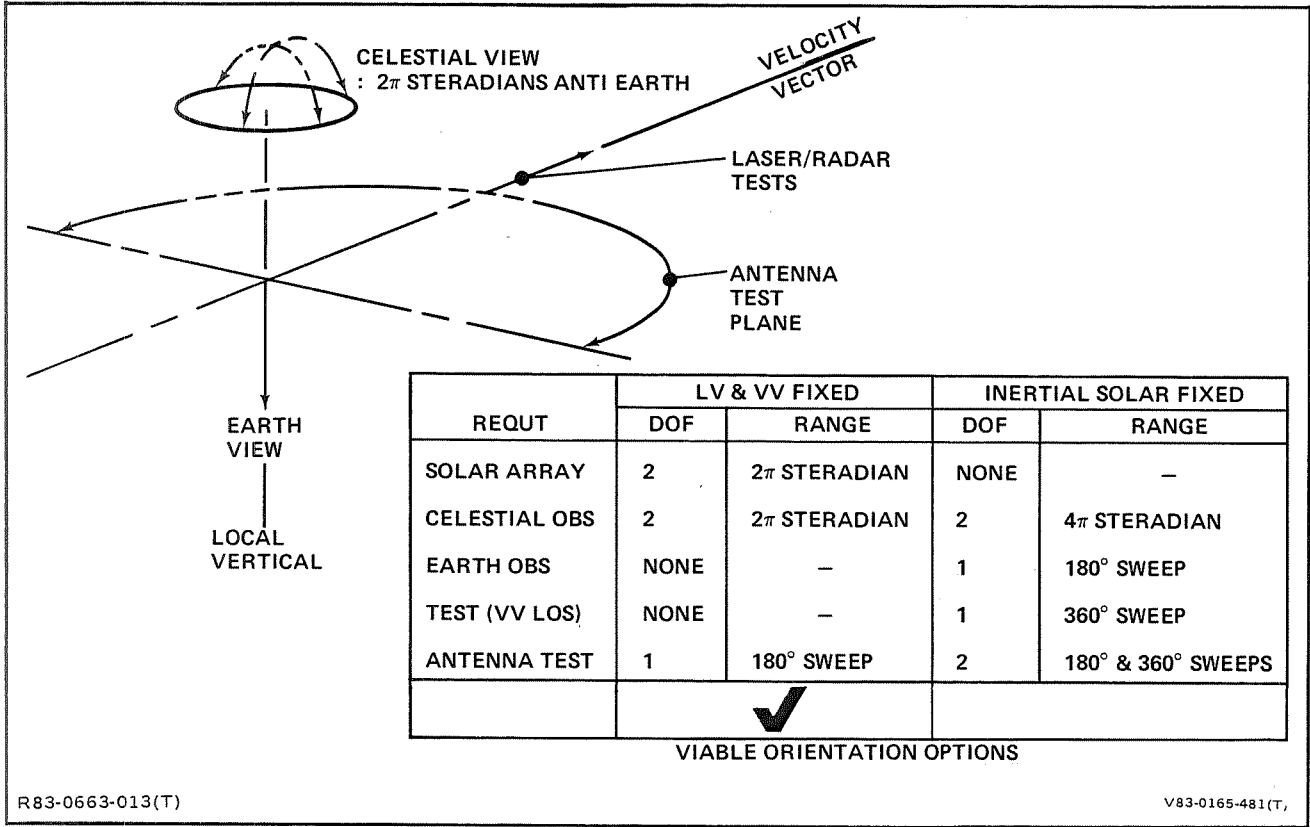 CELESTIAL VIEW
: 2π STERADIANS ANTI EARTH
VELOCITY
VECTOR
LASER/RADAR
TESTS
ANTENNA
TEST
PLANE
EARTH
VIEW
LOCAL
VERTICAL
REQUT LV & VV FIXED INERTIAL SOLAR FIXED
DOF RANGE DOF RANGE
SOLAR ARRAY 2 2π STERADIAN NONE –
CELESTIAL OBS 2 2π STERADIAN 2 4π STERADIAN
EARTH OBS NONE – 1 180° SWEEP
TEST (VV LOS) NONE – 1 360° SWEEP
ANTENNA TEST 1 180° SWEEP 2 180° & 360° SWEEPS
✓
VIABLE ORIENTATION OPTIONS
R83-0663-013(T)
V83-0165-481(T,